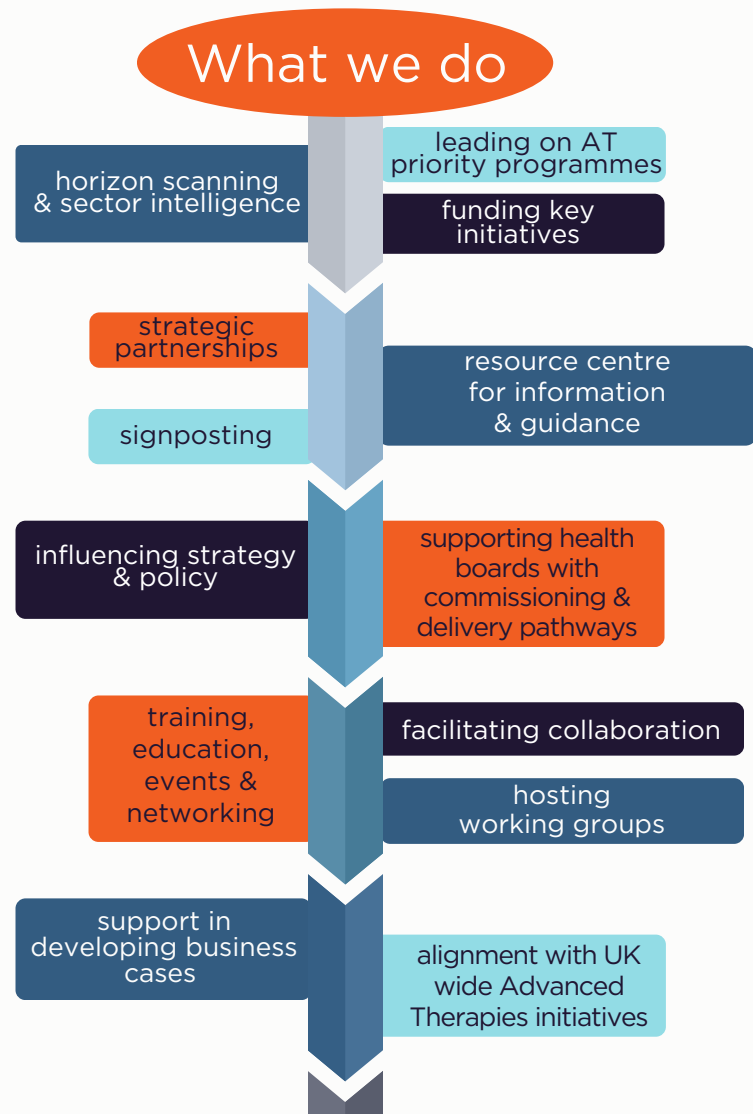 What we do
horizon scanning
& sector intelligence
leading on AT
priority programmes
funding key
initiatives
strategic
partnerships
resource centre
for information
& guidance
signposting
influencing strategy
& policy
supporting health
boards with
commissioning &
delivery pathways
training,
education,
events &
networking
facilitating collaboration
hosting
working groups
support in
developing business
cases
alignment with UK
wide Advanced
Therapies initiatives